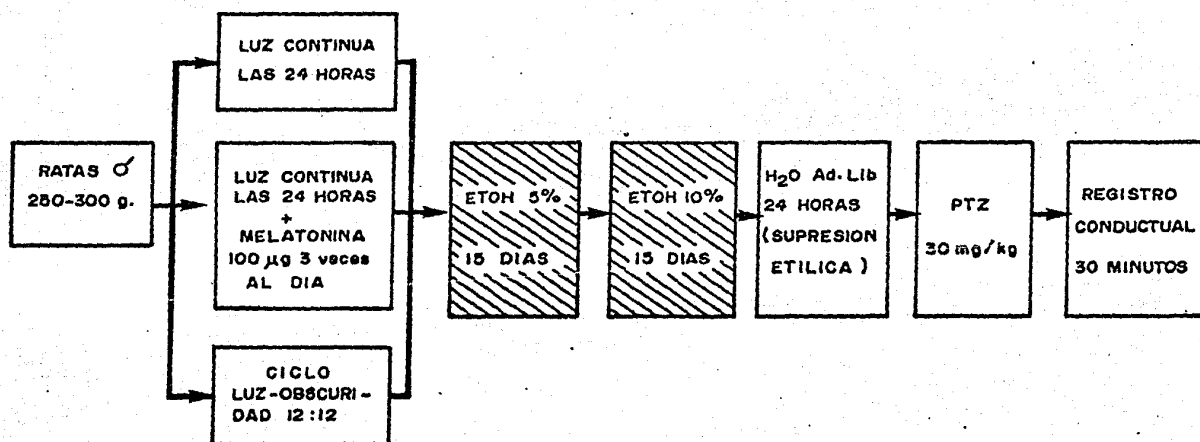 RATAS ♂
250-300 g.
LUZ CONTINUA
LAS 24 HORAS
LUZ CONTINUA
LAS 24 HORAS
+
MELATONINA
100 µg 3 veces
AL DIA
CICLO
LUZ-OBSCURI-
DAD 12:12
ETOH 5%
15 DIAS
ETOH 10%
15 DIAS
H₂O Ad. Lib
24 HORAS
(SUPRESION
ETILICA)
PTZ
30 mg/kg
REGISTRO
CONDUCTUAL
30 MINUTOS